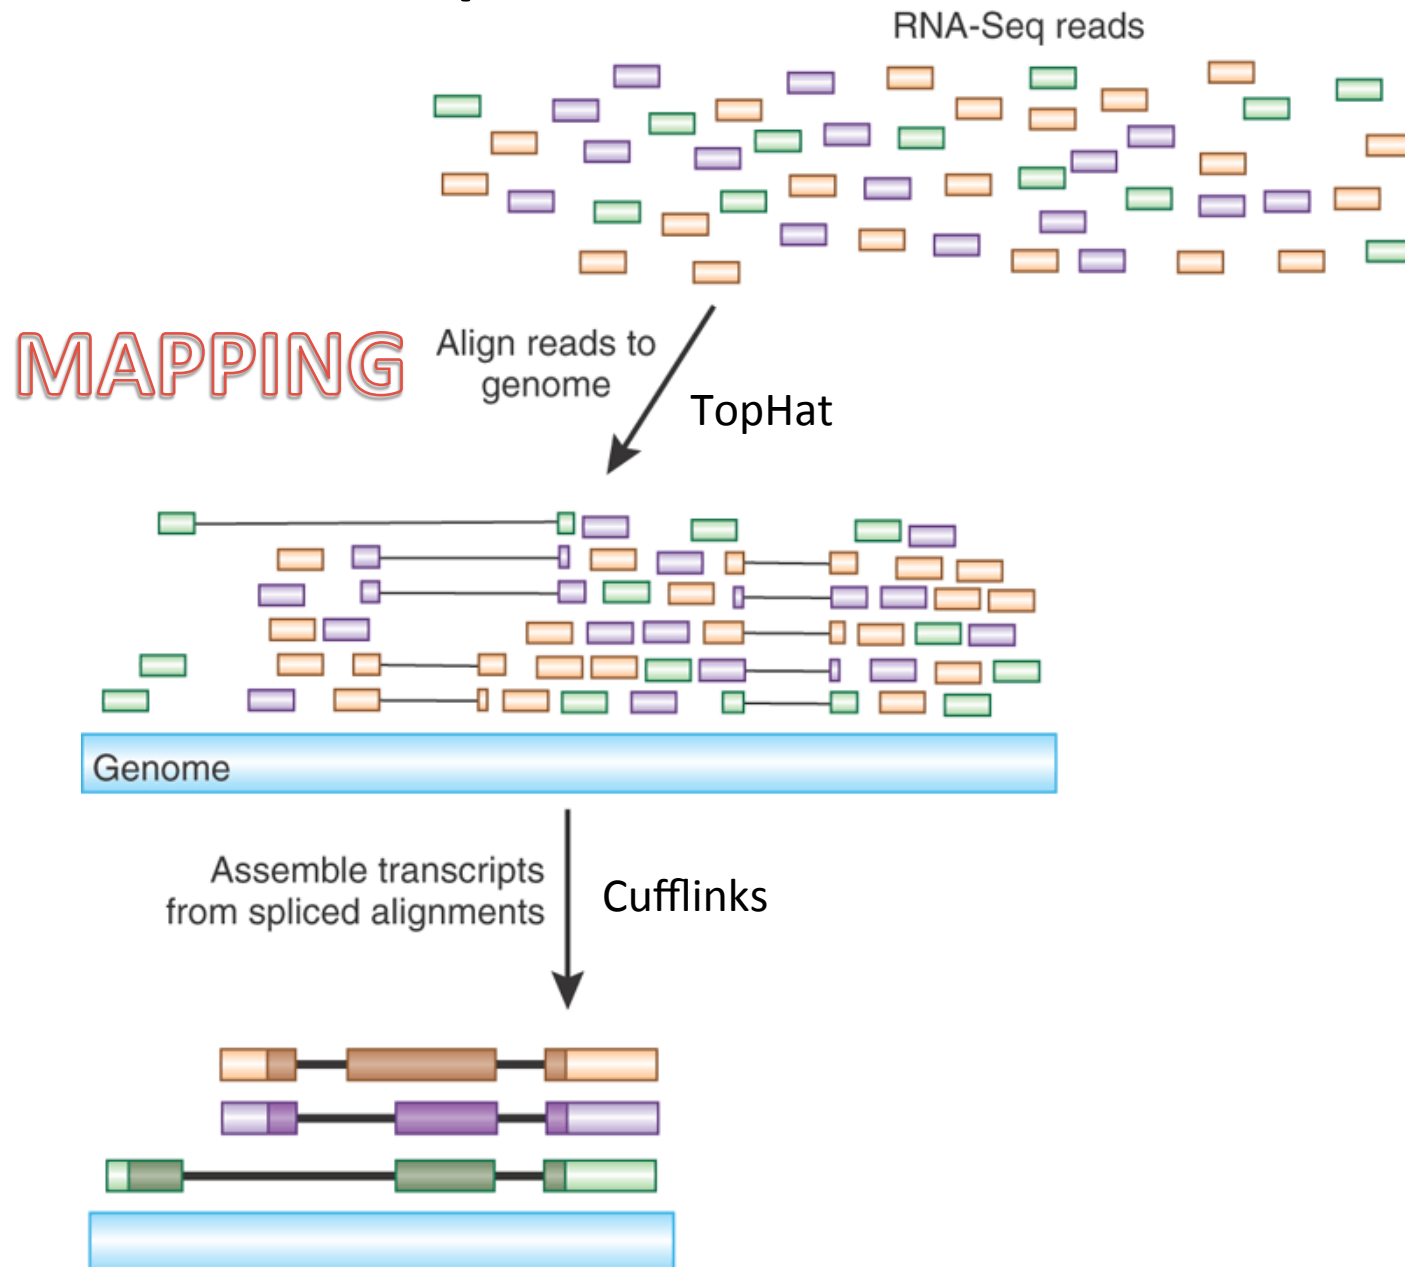 RNA-Seq reads
MAPPING
Align reads to
genome
TopHat
Genome
Assemble transcripts
from spliced alignments
Cufflinks